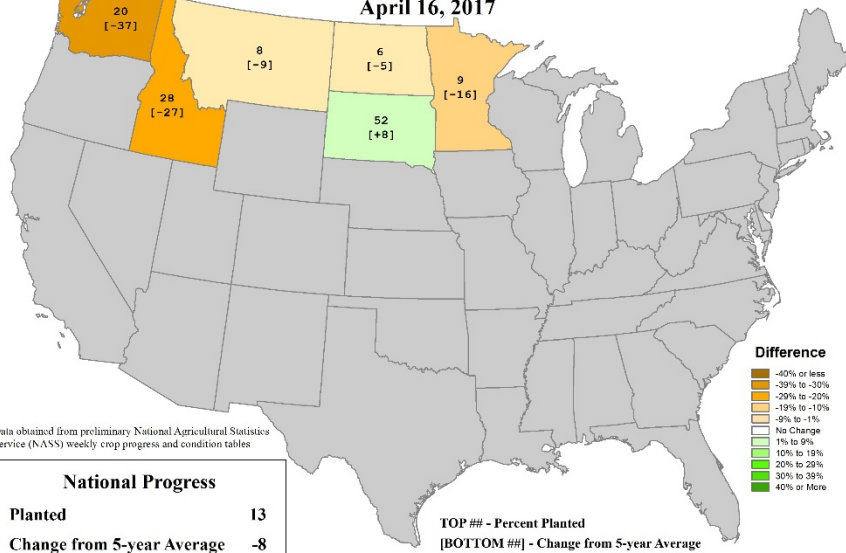 April 16, 2017
20
[-37]
8
[-9]
6
[-5]
9
[-16]
28
[-27]
52
[+8]
Difference
-40% or less
-39% to -30%
-29% to -20%
-19% to -10%
-9% to -1%
No Change
1% to 9%
10% to 19%
20% to 29%
30% to 39%
40% or More
ata obtained from preliminary National Agricultural Statistics
ervice (NASS) weekly crop progress and condition tables
National Progress
Planted 13
Change from 5-year Average -8
TOP ## - Percent Planted
[BOTTOM ##] - Change from 5-year Average